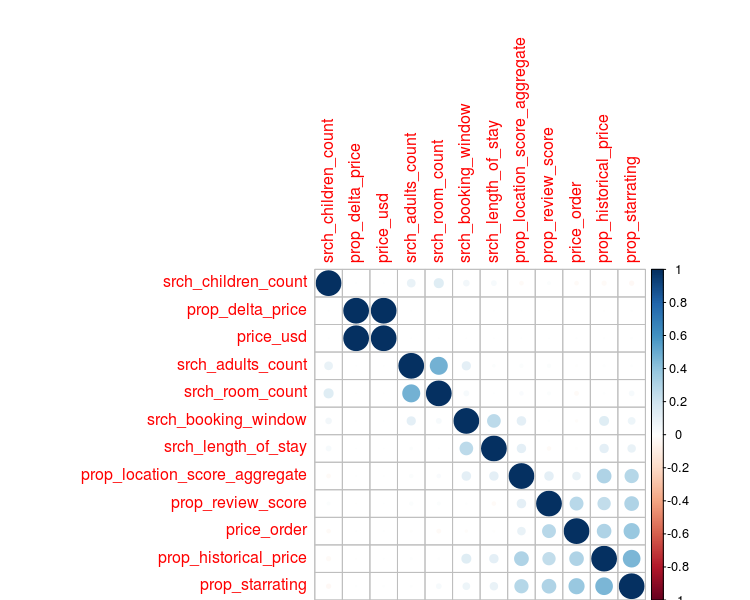 srch_children_count
prop_delta_price
price_usd
srch_adults_count
srch_room_count
srch_booking_window
srch_length_of_stay
prop_location_score_aggregate
prop_review_score
price_order
prop_historical_price
prop_starrating
srch_children_count
prop_delta_price
price_usd
srch_adults_count
srch_room_count
srch_booking_window
srch_length_of_stay
prop_location_score_aggregate
prop_review_score
price_order
prop_historical_price
prop_starrating
1
0.8
0.6
0.4
0.2
0
-0.2
-0.4
-0.6
-0.8
-1